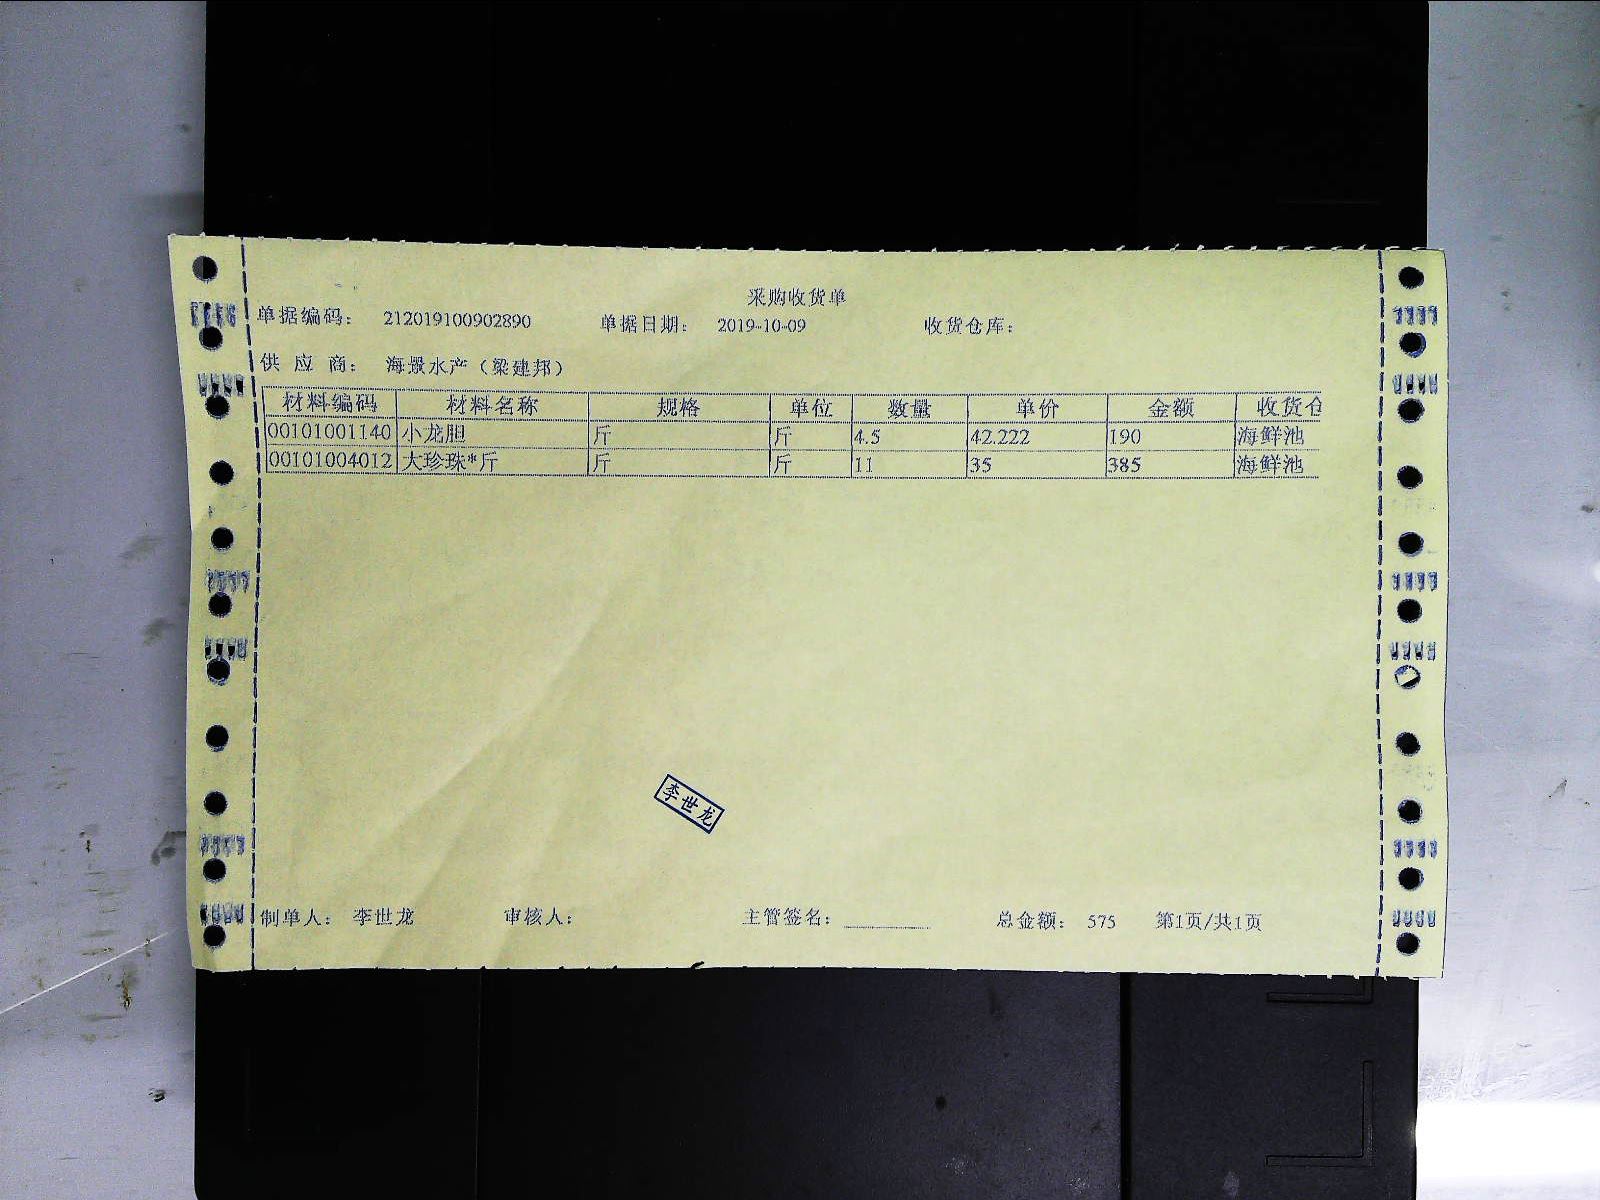 采购收货单
单据编码： 212019100902890 单据日期： 2019-10-09 收货仓库：
供 应 商： 海景水产（梁建邦）
材料编码 材料名称 规格 单位 数量 单价 金额 收货仓
00101001140 小龙胆 斤 斤 4.5 42.222 190 海鲜池
00101004012 大珍珠*斤 斤 斤 11 35 385 海鲜池
李世龙
制单人： 李世龙 审核人： 主管签名： 总金额： 575 第1页/共1页